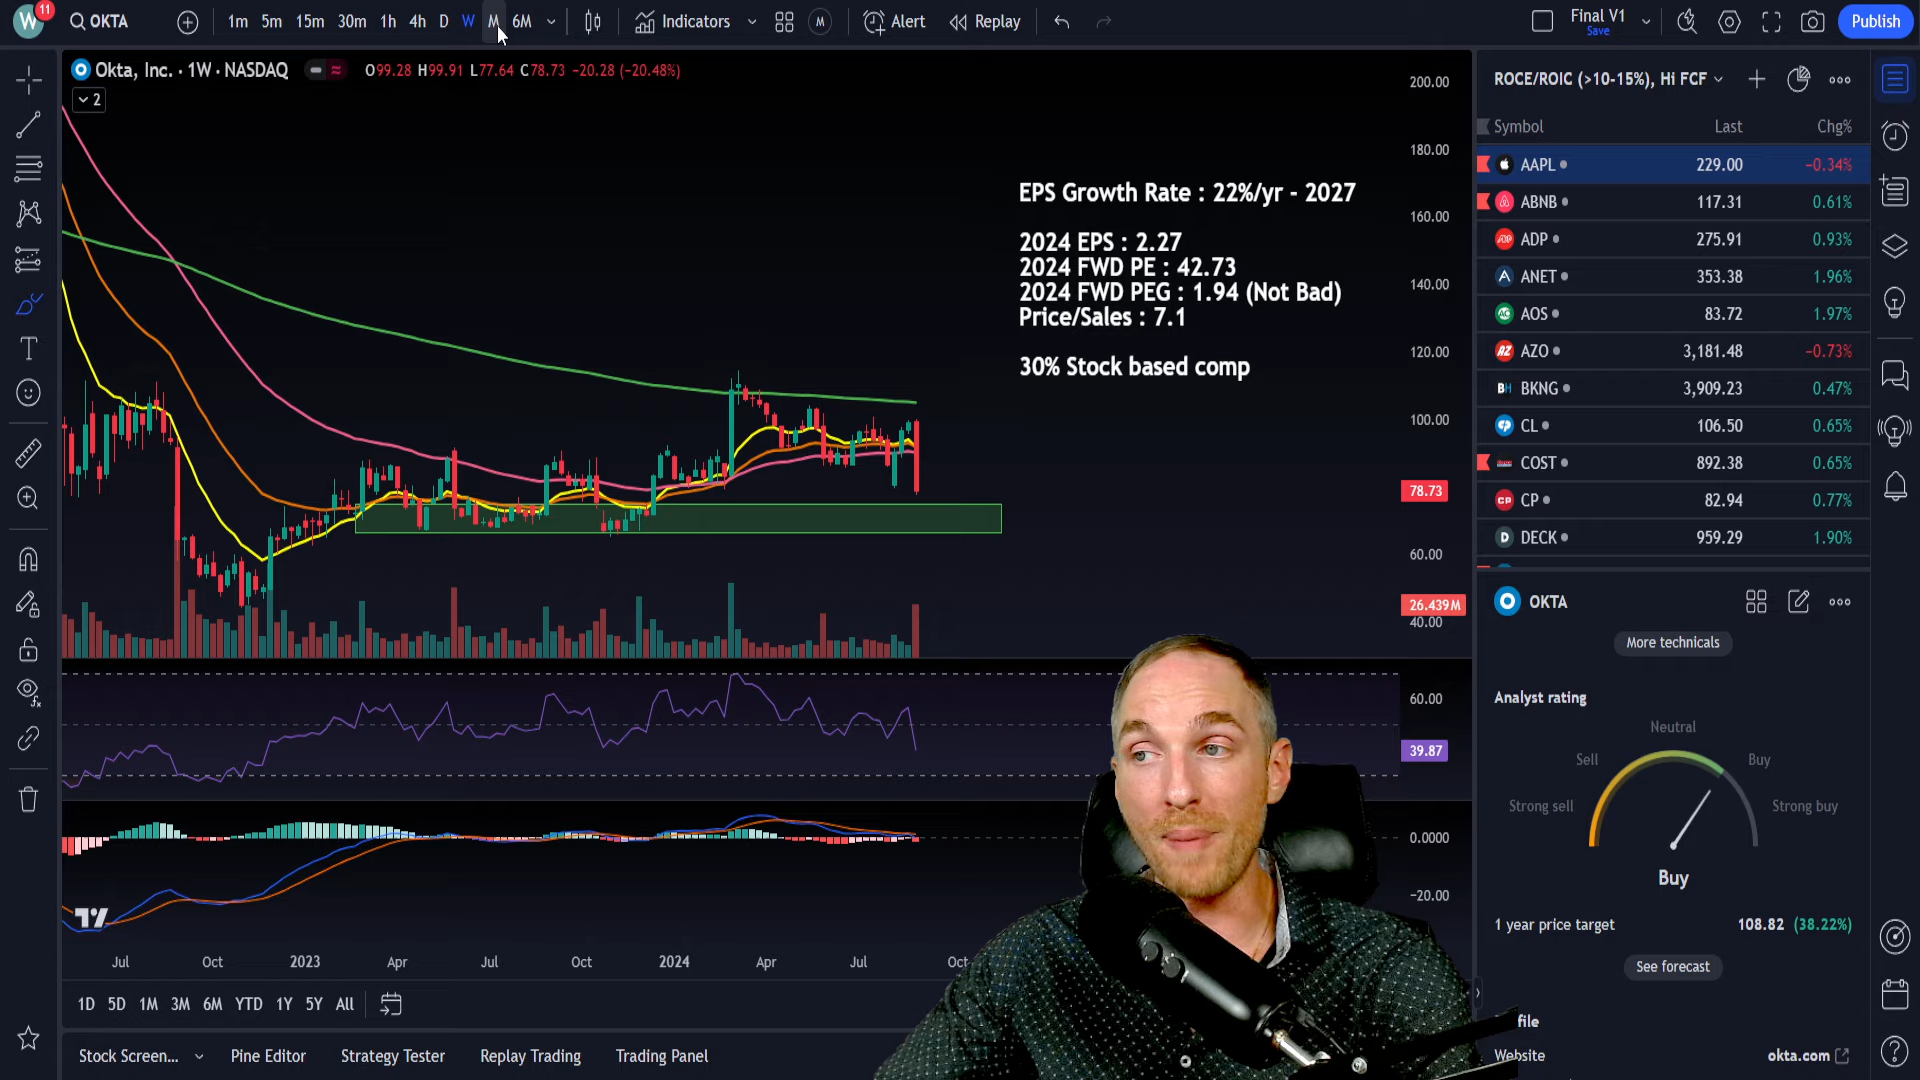 W
11
OKTA
1m 5m 15m 30m 1h 4h D W M 6M
Indicators
M
Alert
Replay
Final V1
Save
Publish
Okta, Inc. · 1W · NASDAQ
O99.28 H99.91 L77.64 C78.73 −20.28 (−20.48%)
2
EPS Growth Rate : 22%/yr - 2027
2024 EPS : 2.27
2024 FWD PE : 42.73
2024 FWD PEG : 1.94 (Not Bad)
Price/Sales : 7.1
30% Stock based comp
200.00
180.00
160.00
140.00
120.00
100.00
78.73
60.00
26.439M
40.00
60.00
39.87
0.0000
−20.00
Jul Oct 2023 Apr Jul Oct 2024 Apr Jul Oct
1D 5D 1M 3M 6M YTD 1Y 5Y All
Stock Screen... Pine Editor Strategy Tester Replay Trading Trading Panel
ROCE/ROIC (>10-15%), Hi FCF
Symbol Last Chg%
AAPL 229.00 −0.34%
ABNB 117.31 0.61%
ADP 275.91 0.93%
ANET 353.38 1.96%
AOS 83.72 1.97%
AZO 3,181.48 −0.73%
BKNG 3,909.23 0.47%
CL 106.50 0.65%
COST 892.38 0.65%
CP 82.94 0.77%
DECK 959.29 1.90%
OKTA
More technicals
Analyst rating
Neutral
Sell Buy
Strong sell Strong buy
Buy
1 year price target 108.82 (38.22%)
See forecast
file
Website okta.com